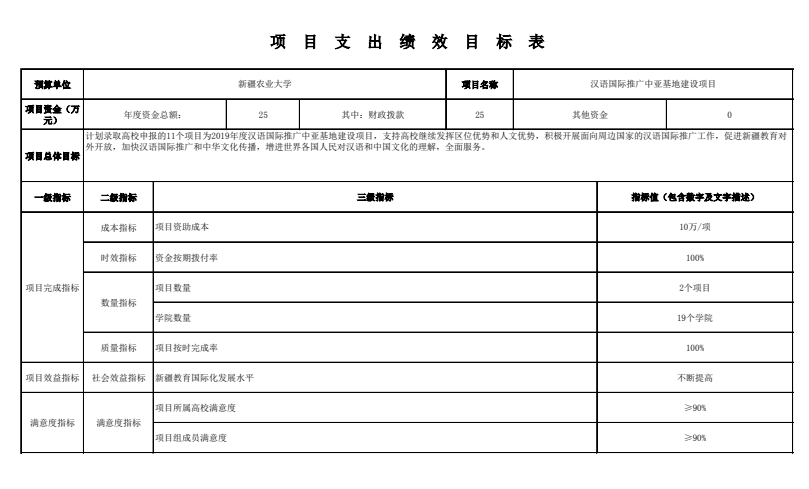 项 目 支 出 绩 效 目 标 表
预算单位 新疆农业大学 项目名称 汉语国际推广中亚基地建设项目
项目资金（万元） 年度资金总额： 25 其中：财政拨款 25 其他资金 0
项目总体目标 计划录取高校申报的11个项目为2019年度汉语国际推广中亚基地建设项目，支持高校继续发挥区位优势和人文优势，积极开展面向周边国家的汉语国际推广工作，促进新疆教育对
外开放，加快汉语国际推广和中华文化传播，增进世界各国人民对汉语和中国文化的理解，全面服务。
一级指标 二级指标 三级指标 指标值（包含数字及文字描述）
项目完成指标 成本指标 项目资助成本 10万/项
时效指标 资金按期拨付率 100%
数量指标 项目数量 2个项目
学院数量 19个学院
质量指标 项目按时完成率 100%
项目效益指标 社会效益指标 新疆教育国际化发展水平 不断提高
满意度指标 满意度指标 项目所属高校满意度 ≥90%
项目组成员满意度 ≥90%